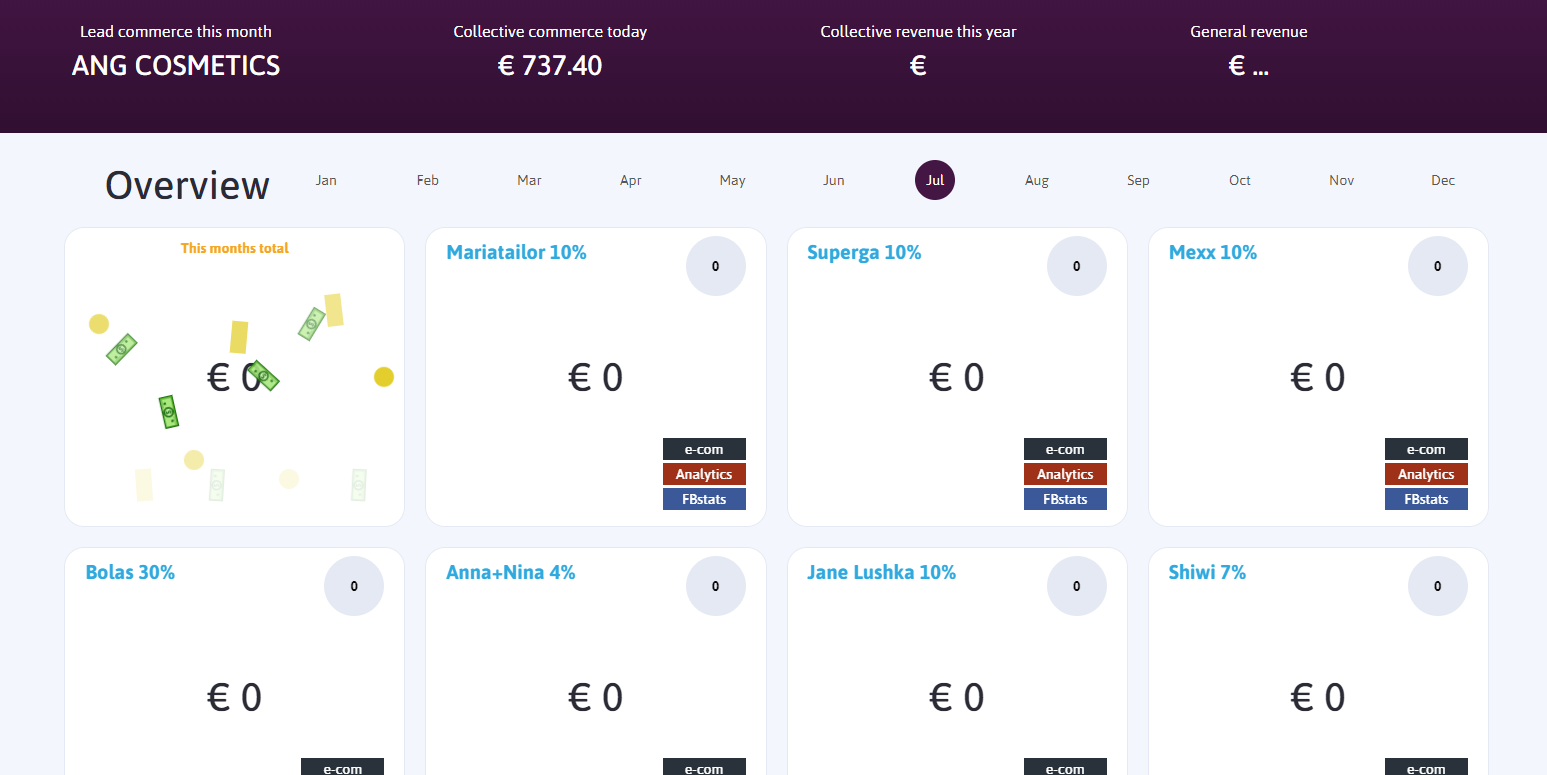 Lead commerce this month
ANG COSMETICS
Collective commerce today
€ 737.40
Collective revenue this year
€
General revenue
€ ...
Overview
Jan Feb Mar Apr May Jun Jul Aug Sep Oct Nov Dec
This months total
€ 0
Mariatailor 10%
0
€ 0
e-com
Analytics
FBstats
Superga 10%
0
€ 0
e-com
Analytics
FBstats
Mexx 10%
0
€ 0
e-com
Analytics
FBstats
Bolas 30%
0
€ 0
e-com
Anna+Nina 4%
0
€ 0
e-com
Jane Lushka 10%
0
€ 0
e-com
Shiwi 7%
0
€ 0
e-com